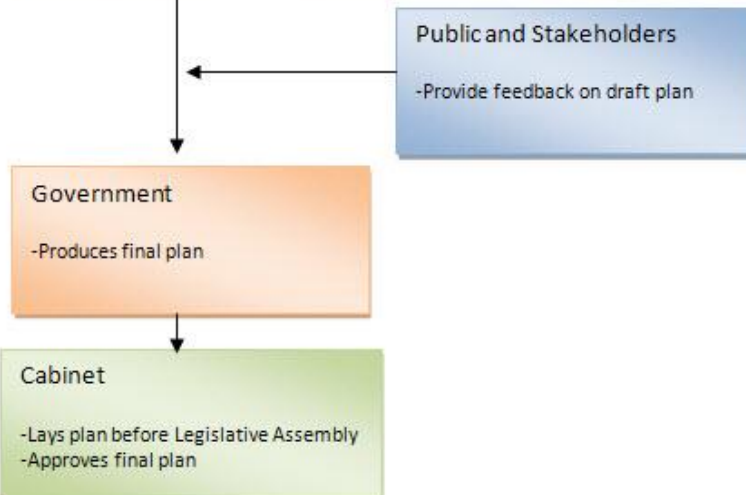 Public and Stakeholders
-Provide feedback on draft plan
Government
-Produces final plan
Cabinet
-Lays plan before Legislative Assembly
-Approves final plan